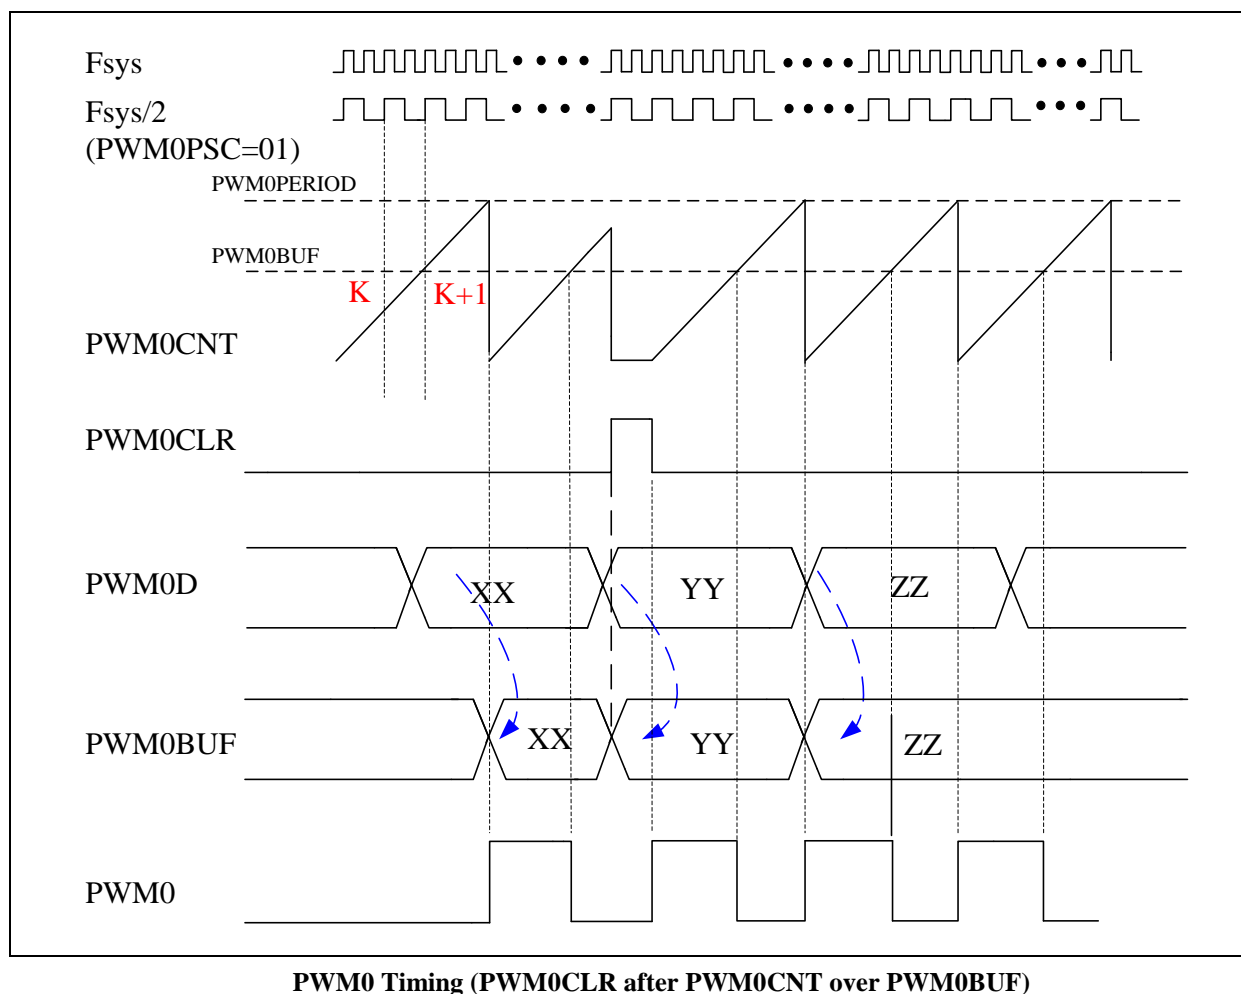 Fsys
Fsys/2
(PWM0PSC=01)
PWM0PERIOD
PWM0BUF
K
K+1
PWM0CNT
PWM0CLR
PWM0D
XX
YY
ZZ
PWM0BUF
XX
YY
ZZ
PWM0
PWM0 Timing (PWM0CLR after PWM0CNT over PWM0BUF)